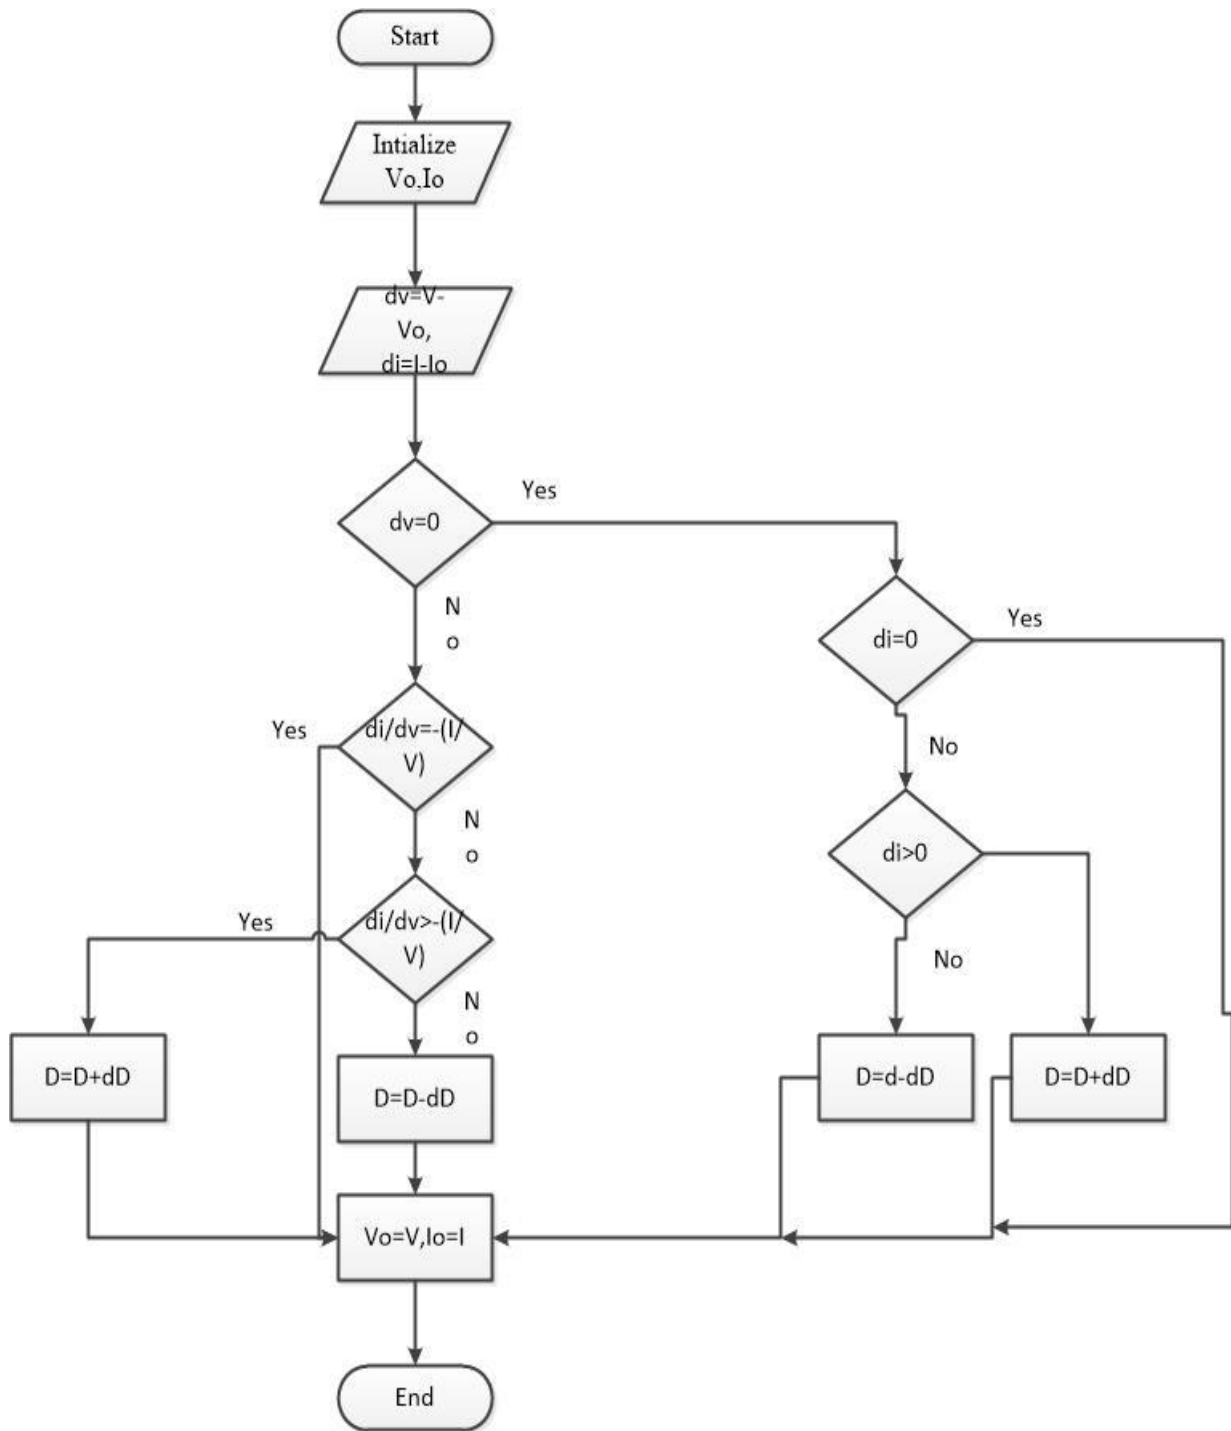 Start
Intialize
Vo,Io
dv=V-
Vo,
di=I-Io
dv=0
Yes
N
o
di=0
Yes
No
di/dv=-(I/
V)
Yes
N
o
di>0
No
di/dv>-(I/
V)
Yes
N
o
D=D+dD
D=D-dD
D=d-dD
D=D+dD
Vo=V,Io=I
End